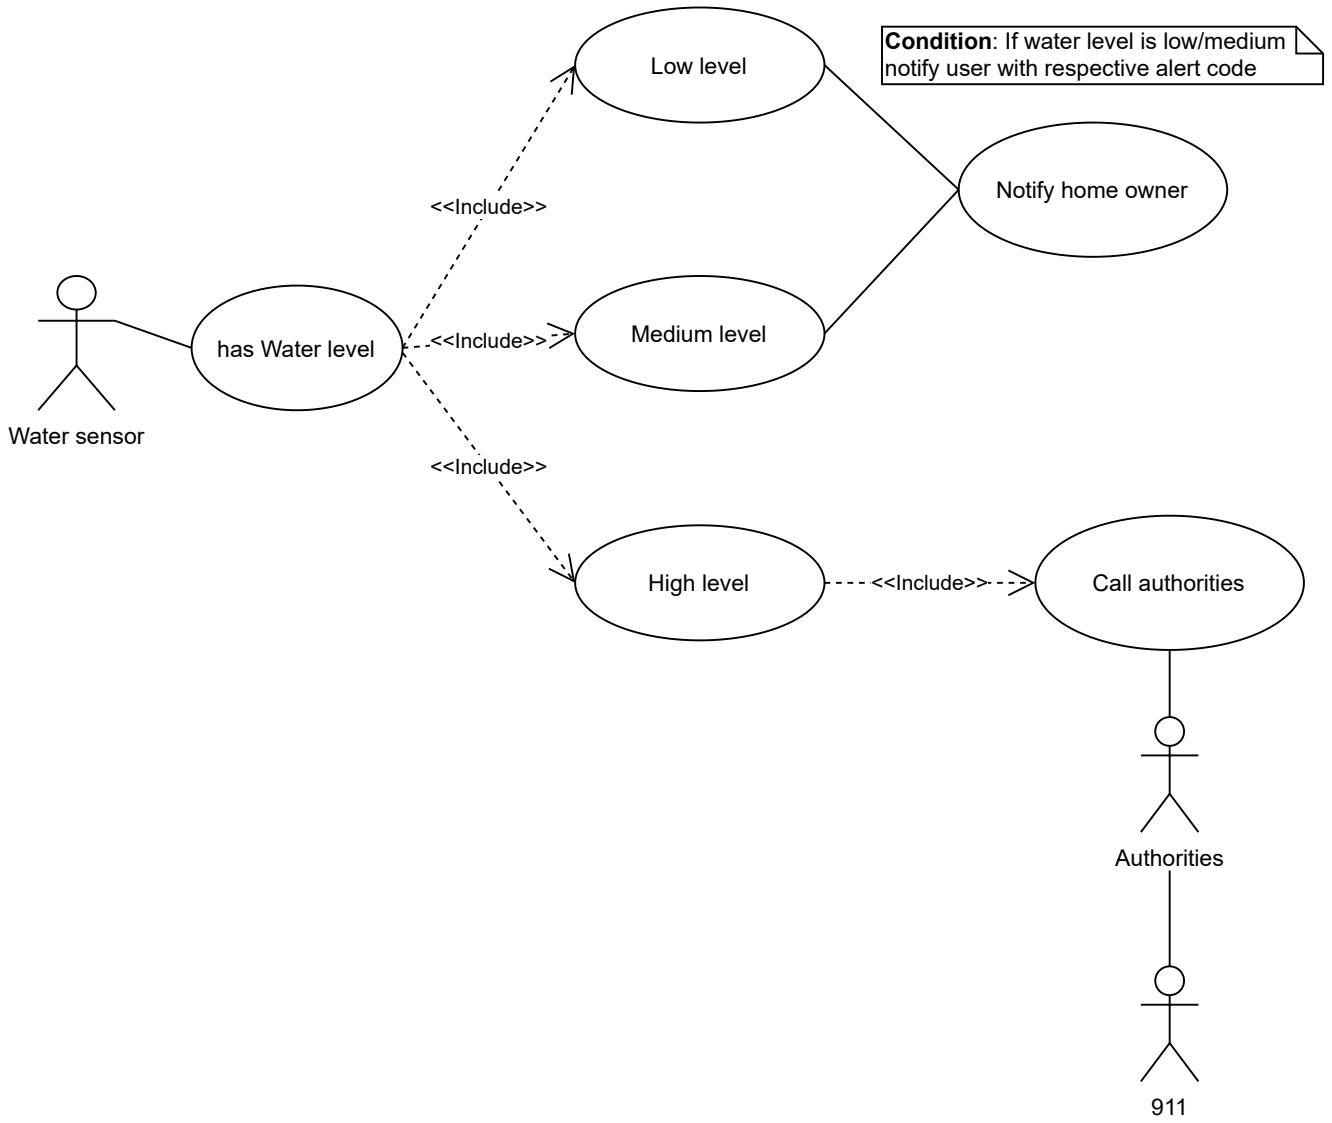 Low level
Condition: If water level is low/medium
notify user with respective alert code
Notify home owner
<<Include>>
has Water level
<<Include>>
Medium level
Water sensor
<<Include>>
High level
<<Include>>
Call authorities
Authorities
911